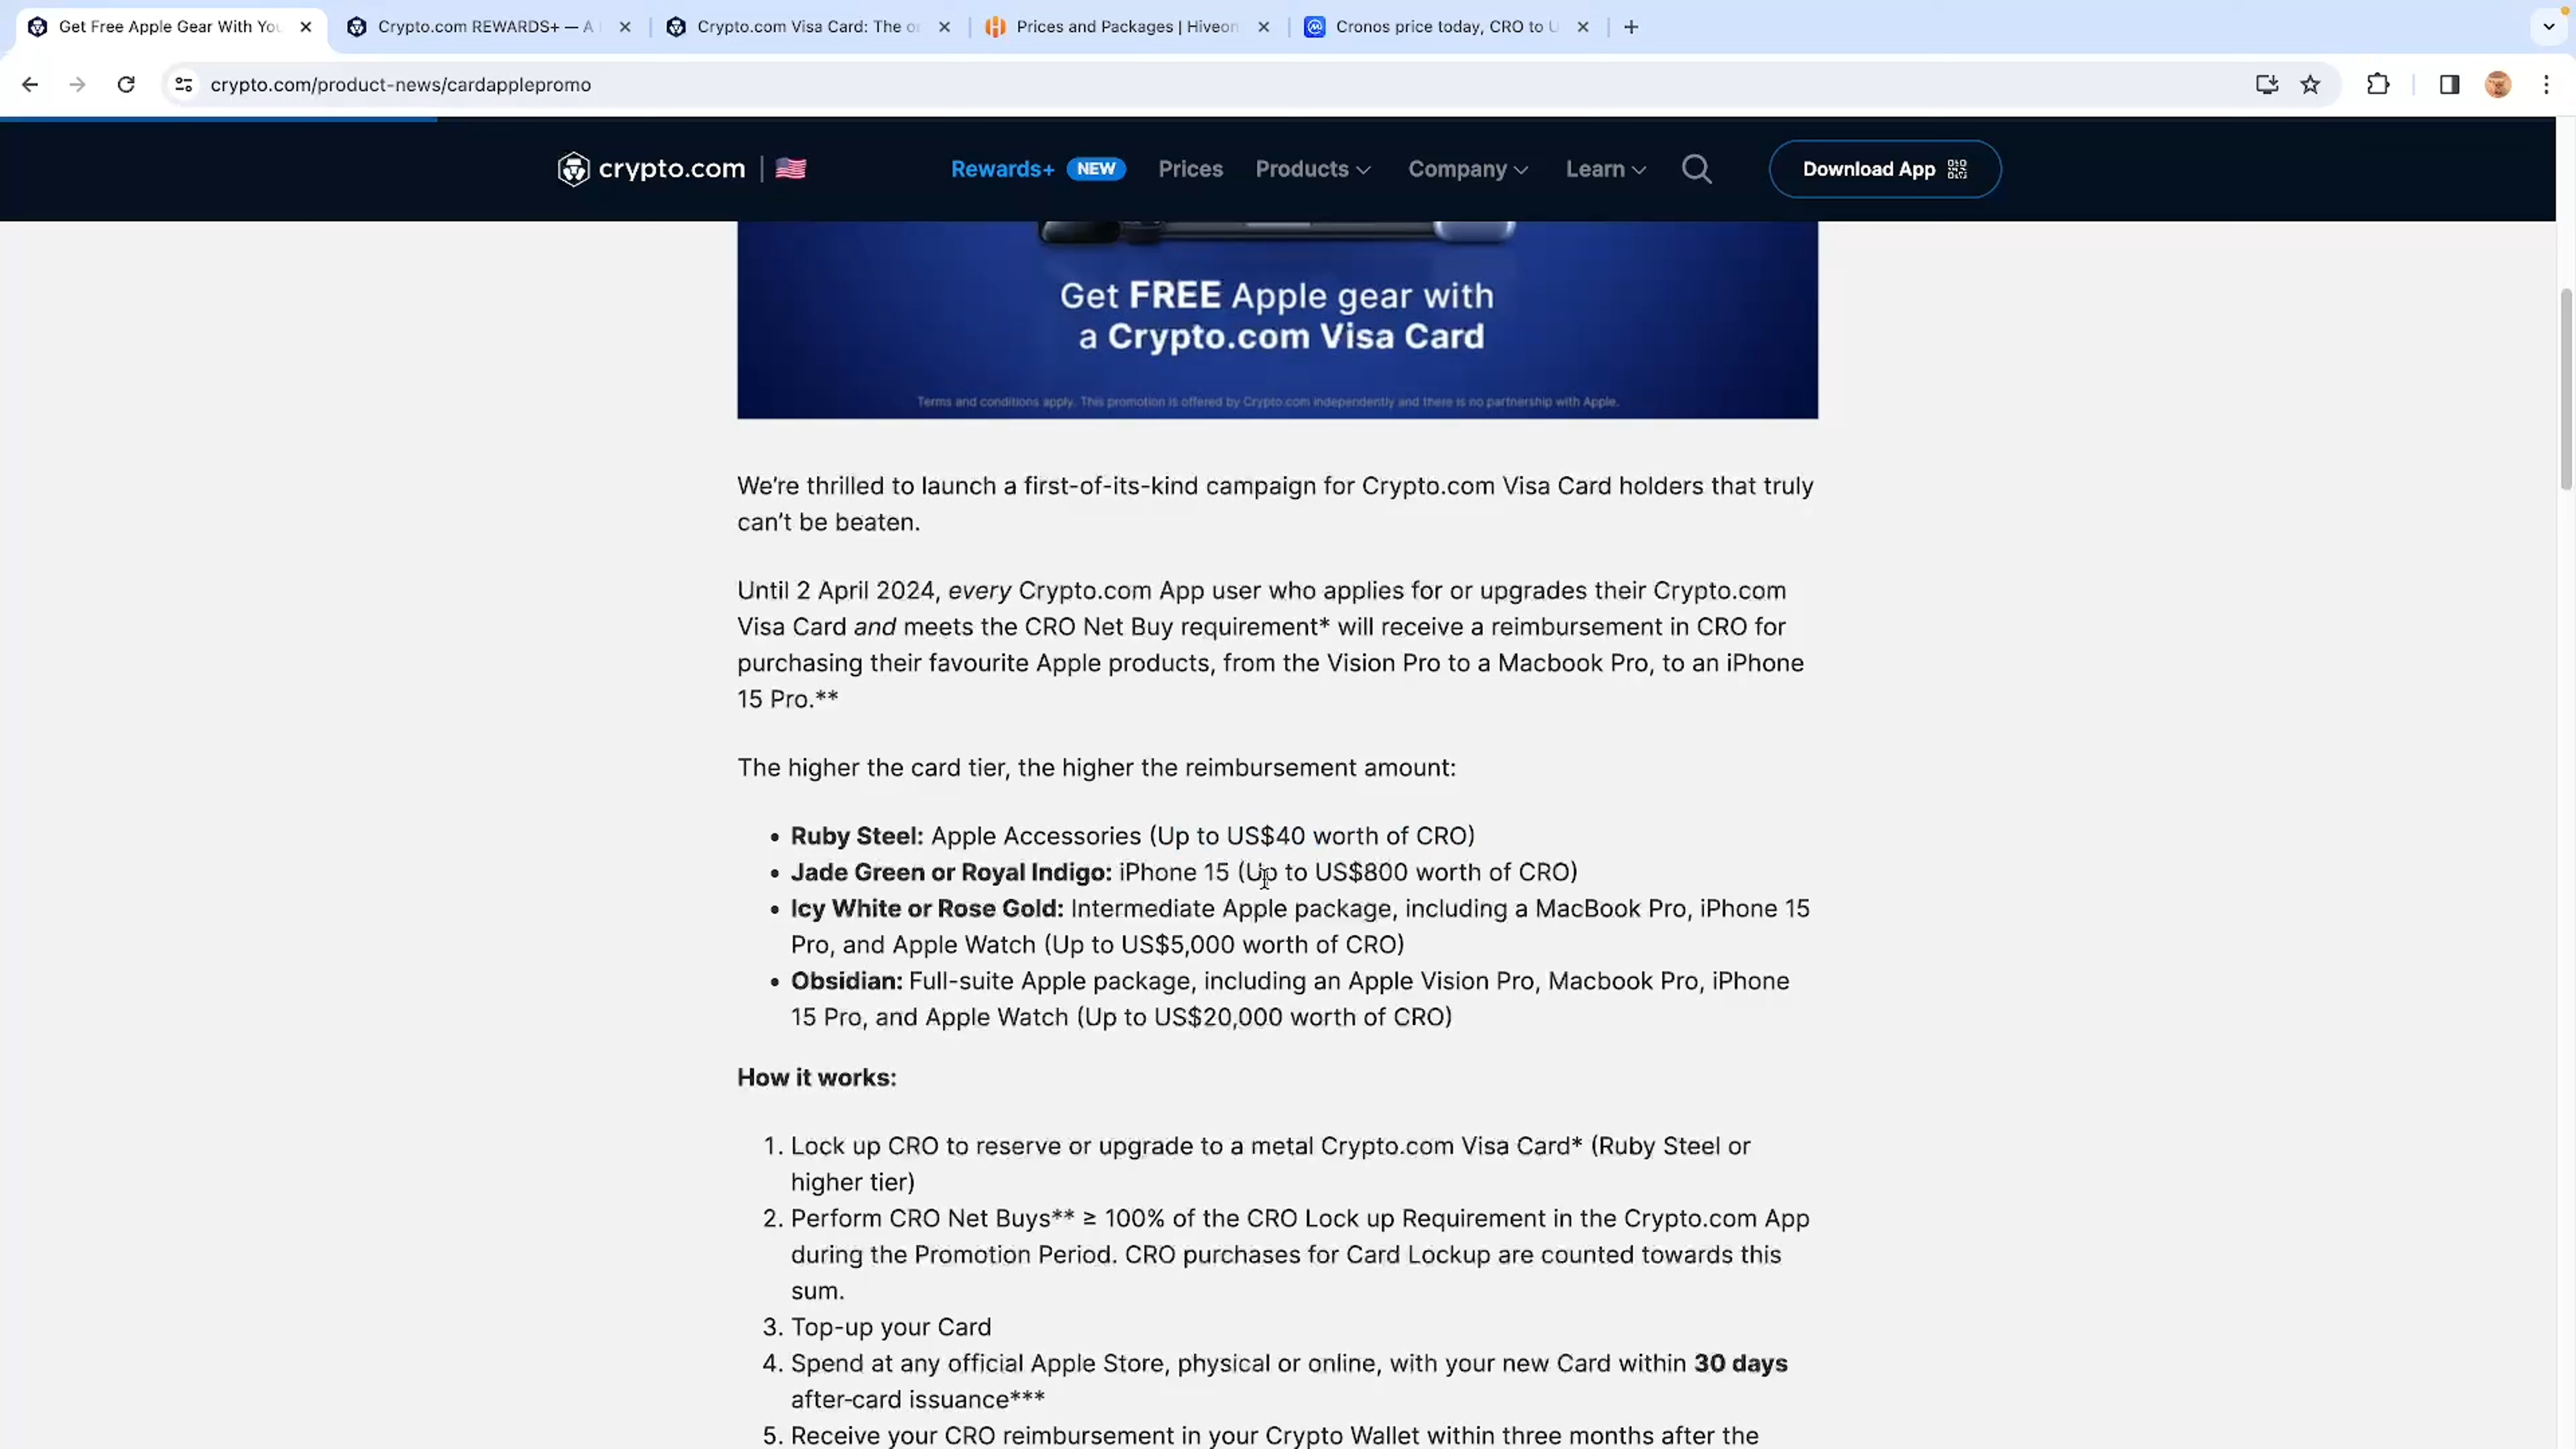 Get Free Apple Gear With You
Crypto.com REWARDS+ — A
Crypto.com Visa Card: The o
Prices and Packages | Hiveon
Cronos price today, CRO to U
crypto.com/product-news/cardapplepromo
crypto.com
Rewards+ NEW Prices Products Company Learn Download App
Get FREE Apple gear with
a Crypto.com Visa Card
Terms and conditions apply. This promotion is offered by Crypto.com independently and there is no partnership with Apple.
We're thrilled to launch a first-of-its-kind campaign for Crypto.com Visa Card holders that truly
can't be beaten.
Until 2 April 2024, every Crypto.com App user who applies for or upgrades their Crypto.com
Visa Card and meets the CRO Net Buy requirement* will receive a reimbursement in CRO for
purchasing their favourite Apple products, from the Vision Pro to a Macbook Pro, to an iPhone
15 Pro.**
The higher the card tier, the higher the reimbursement amount:
• Ruby Steel: Apple Accessories (Up to US$40 worth of CRO)
• Jade Green or Royal Indigo: iPhone 15 (Up to US$800 worth of CRO)
• Icy White or Rose Gold: Intermediate Apple package, including a MacBook Pro, iPhone 15
Pro, and Apple Watch (Up to US$5,000 worth of CRO)
• Obsidian: Full-suite Apple package, including an Apple Vision Pro, Macbook Pro, iPhone
15 Pro, and Apple Watch (Up to US$20,000 worth of CRO)
How it works:
1. Lock up CRO to reserve or upgrade to a metal Crypto.com Visa Card* (Ruby Steel or
higher tier)
2. Perform CRO Net Buys** ≥ 100% of the CRO Lock up Requirement in the Crypto.com App
during the Promotion Period. CRO purchases for Card Lockup are counted towards this
sum.
3. Top-up your Card
4. Spend at any official Apple Store, physical or online, with your new Card within 30 days
after-card issuance***
5. Receive your CRO reimbursement in your Crypto Wallet within three months after the